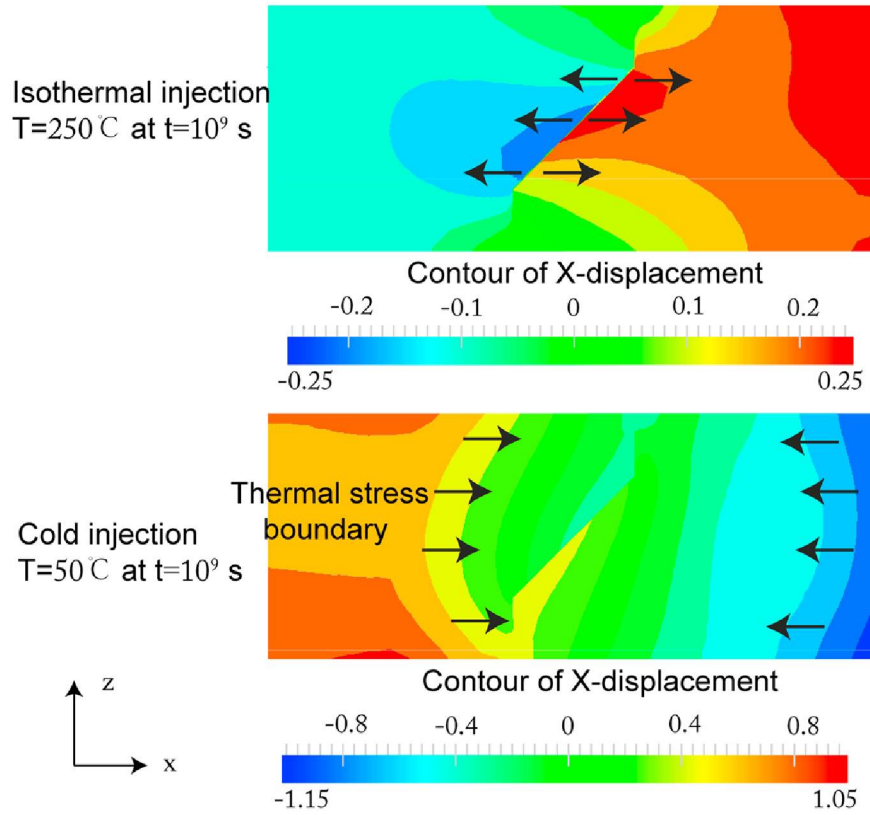 Isothermal injection
T=250℃ at t=10⁹ s
Contour of X-displacement
-0.2 -0.1 0 0.1 0.2
-0.25 0.25
Thermal stress
boundary
Cold injection
T=50℃ at t=10⁹ s
Contour of X-displacement
z
x
-0.8 -0.4 0 0.4 0.8
-1.15 1.05